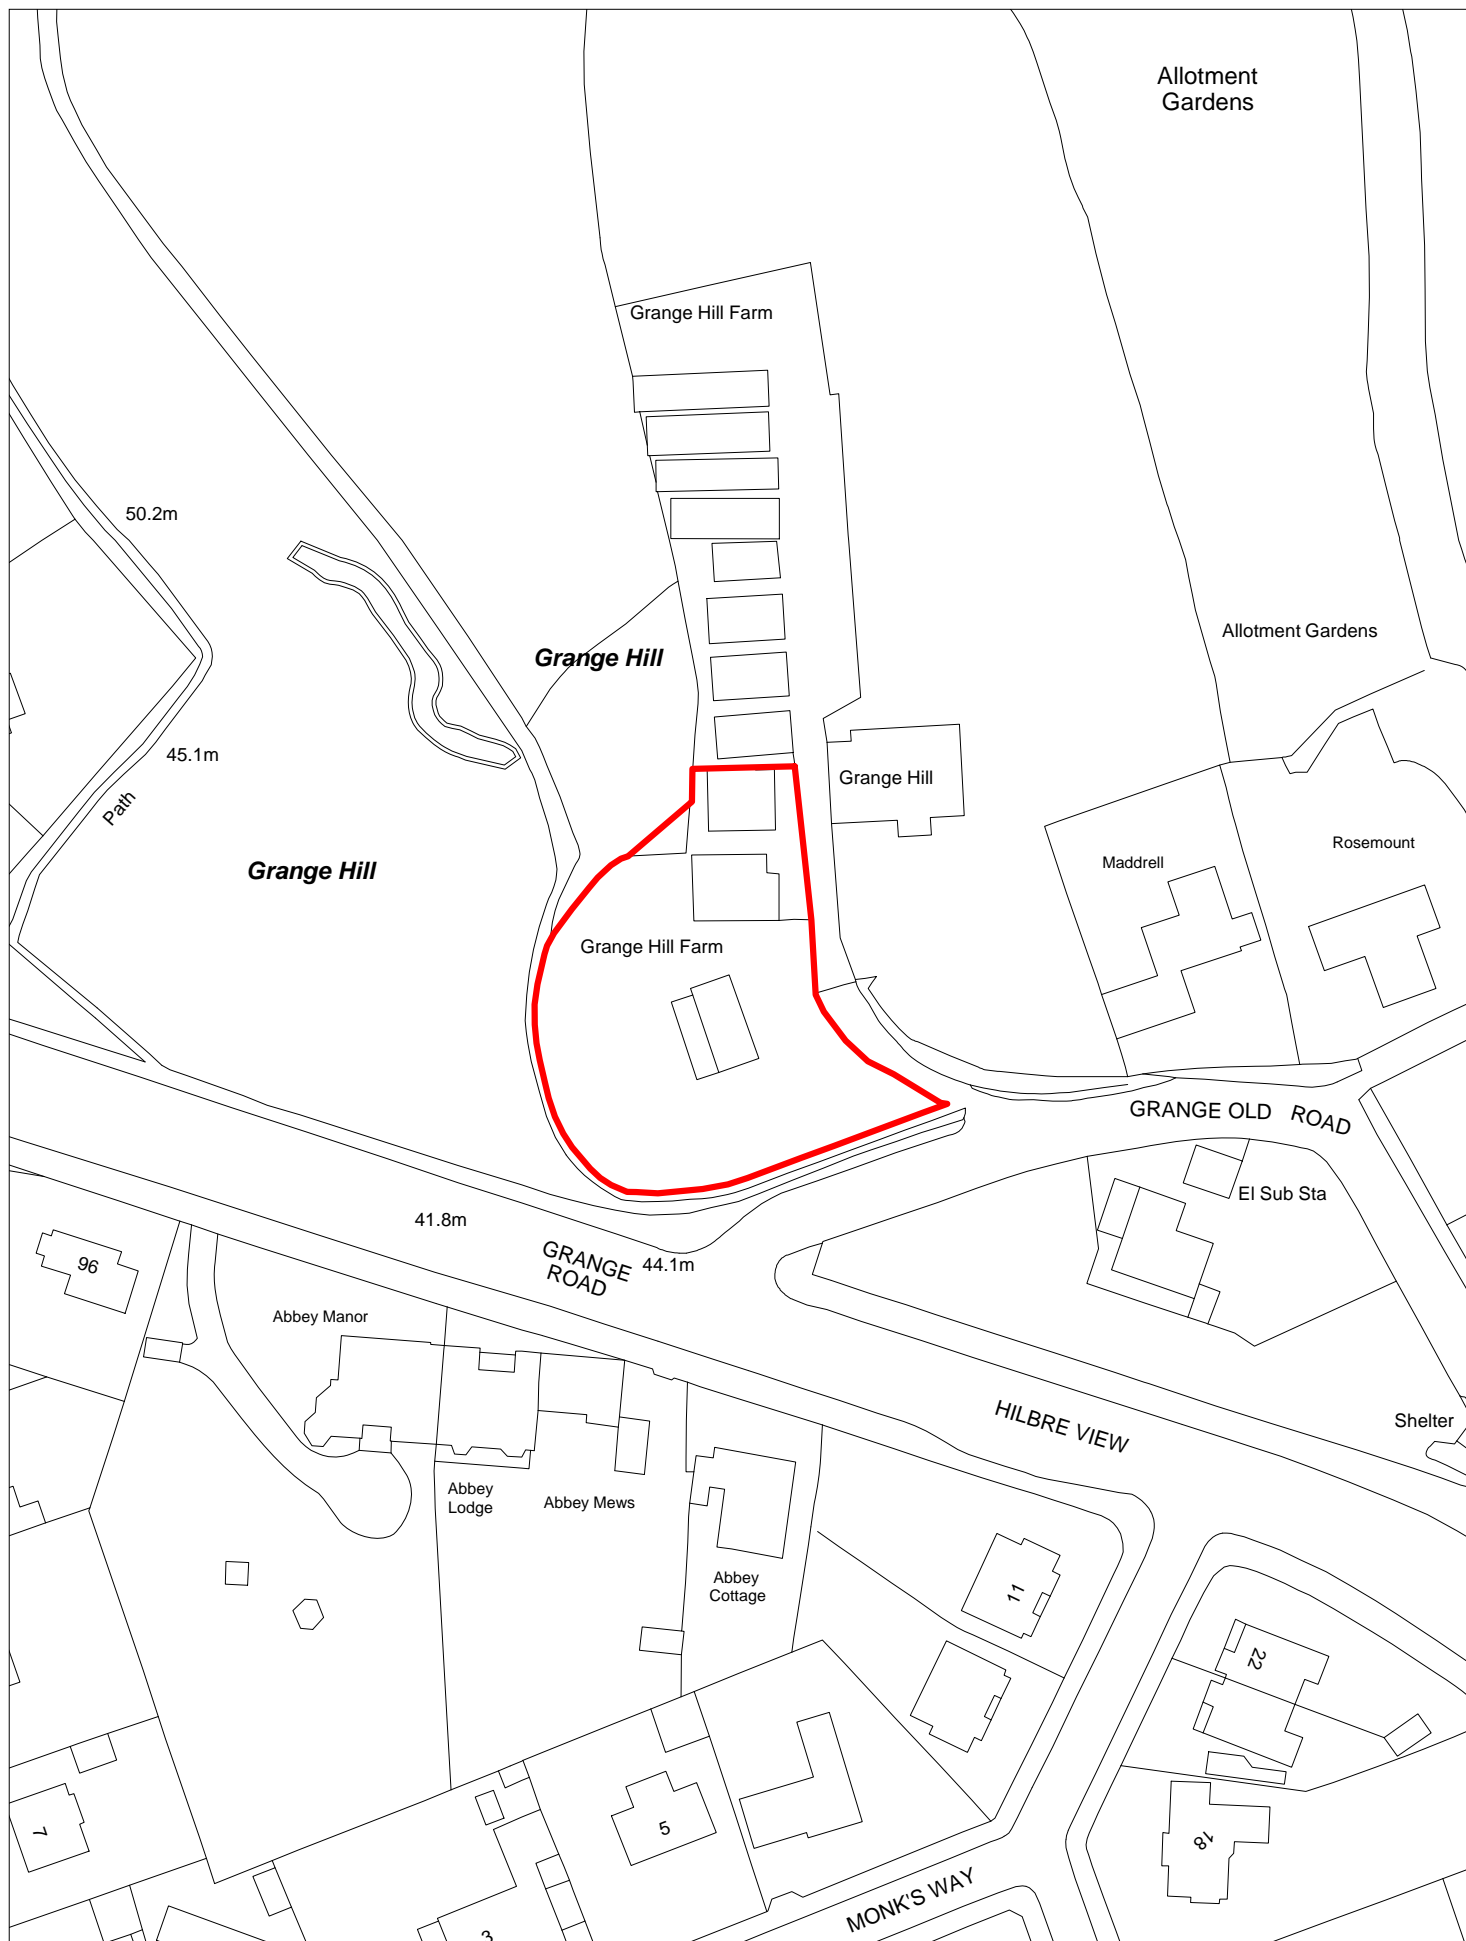 Allotment
Gardens
Grange Hill Farm
50.2m
Allotment Gardens
Grange Hill
45.1m
Grange Hill
Path
Rosemount
Maddrell
Grange Hill
Grange Hill Farm
GRANGE OLD ROAD
El Sub Sta
41.8m
GRANGE
ROAD
44.1m
96
Abbey Manor
HILBRE VIEW
Shelter
Abbey
Lodge
Abbey Mews
Abbey
Cottage
11
22
7
5
18
3
MONK'S WAY